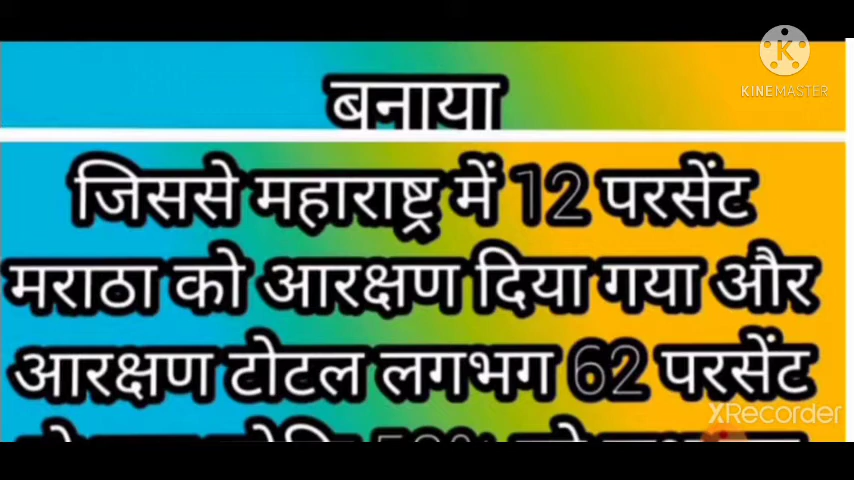 KINEMASTER
बनाया
जिससे महाराष्ट्र में 12 परसेंट
मराठा को आरक्षण दिया गया और
आरक्षण टोटल लगभग 62 परसेंट
XRecorder